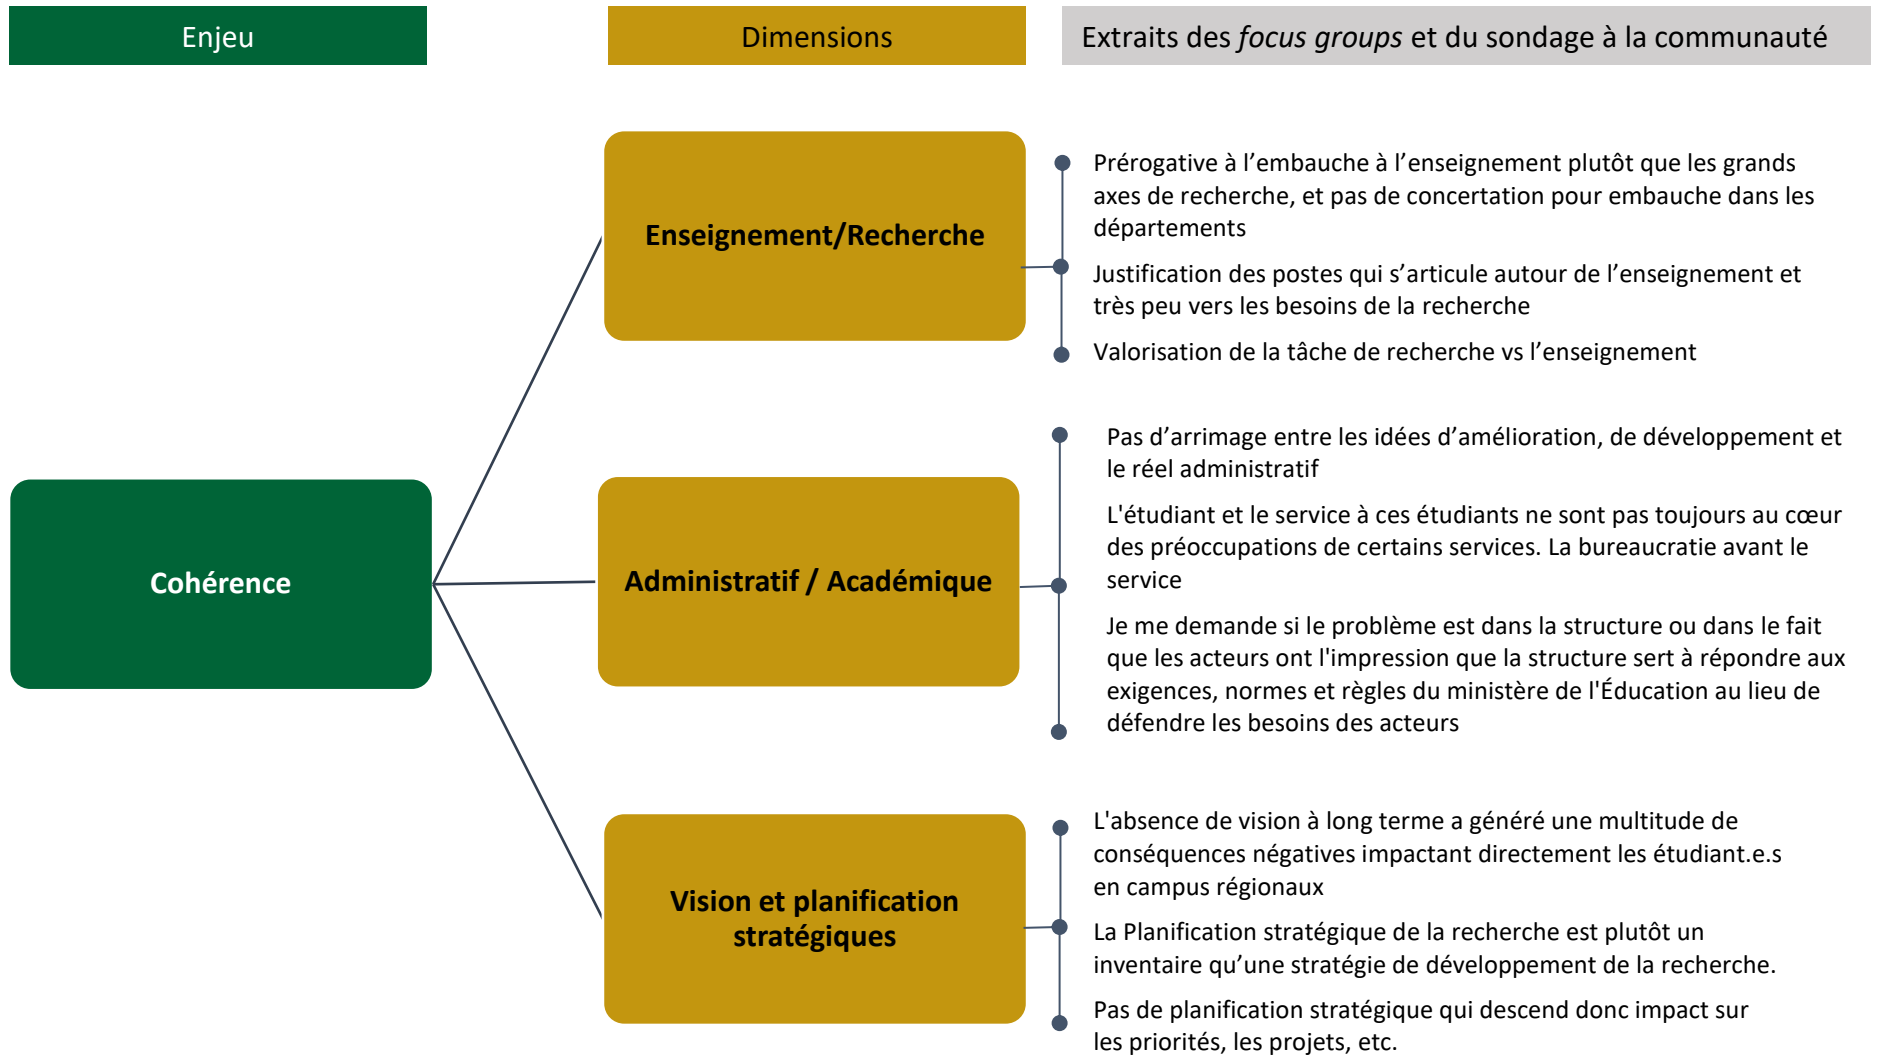 Enjeu
Dimensions
Extraits des focus groups et du sondage à la communauté
Cohérence
Enseignement/Recherche
Prérogative à l’embauche à l’enseignement plutôt que les grands
axes de recherche, et pas de concertation pour embauche dans les
départements
Justification des postes qui s’articule autour de l’enseignement et
très peu vers les besoins de la recherche
Valorisation de la tâche de recherche vs l’enseignement
Administratif / Académique
Pas d’arrimage entre les idées d’amélioration, de développement et
le réel administratif
L'étudiant et le service à ces étudiants ne sont pas toujours au cœur
des préoccupations de certains services. La bureaucratie avant le
service
Je me demande si le problème est dans la structure ou dans le fait
que les acteurs ont l'impression que la structure sert à répondre aux
exigences, normes et règles du ministère de l'Éducation au lieu de
défendre les besoins des acteurs
Vision et planification
stratégiques
L'absence de vision à long terme a généré une multitude de
conséquences négatives impactant directement les étudiant.e.s
en campus régionaux
La Planification stratégique de la recherche est plutôt un
inventaire qu’une stratégie de développement de la recherche.
Pas de planification stratégique qui descend donc impact sur
les priorités, les projets, etc.